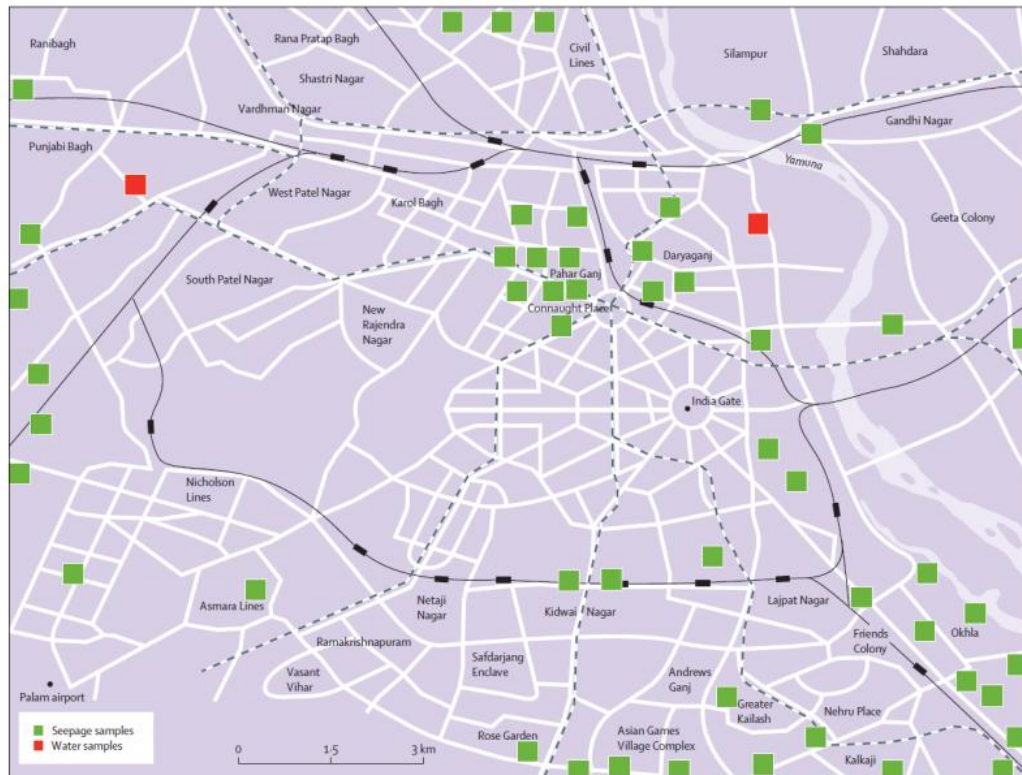 Ranibagh
Rana Pratap Bagh
Civil
Lines
Silampur
Shahdara
Shastri Nagar
Vardhman Nagar
Gandhi Nagar
Punjabi Bagh
Yamuna
West Patel Nagar
Karol Bagh
Geeta Colony
Daryaganj
South Patel Nagar
Pahar Ganj
Connaught Place
New
Rajendra
Nagar
India Gate
Nicholson
Lines
Asmara Lines
Netaji
Nagar
Kidwai Nagar
Lajpat Nagar
Friends
Colony
Okhla
Ramakrishnapuram
Safdarjang
Enclave
Vasant
Vihar
Andrews
Ganj
Palam airport
Greater
Kailash
Nehru Place
Seepage samples
Water samples
Rose Garden
Asian Games
Village Complex
Kalkaji
0 1·5 3 km